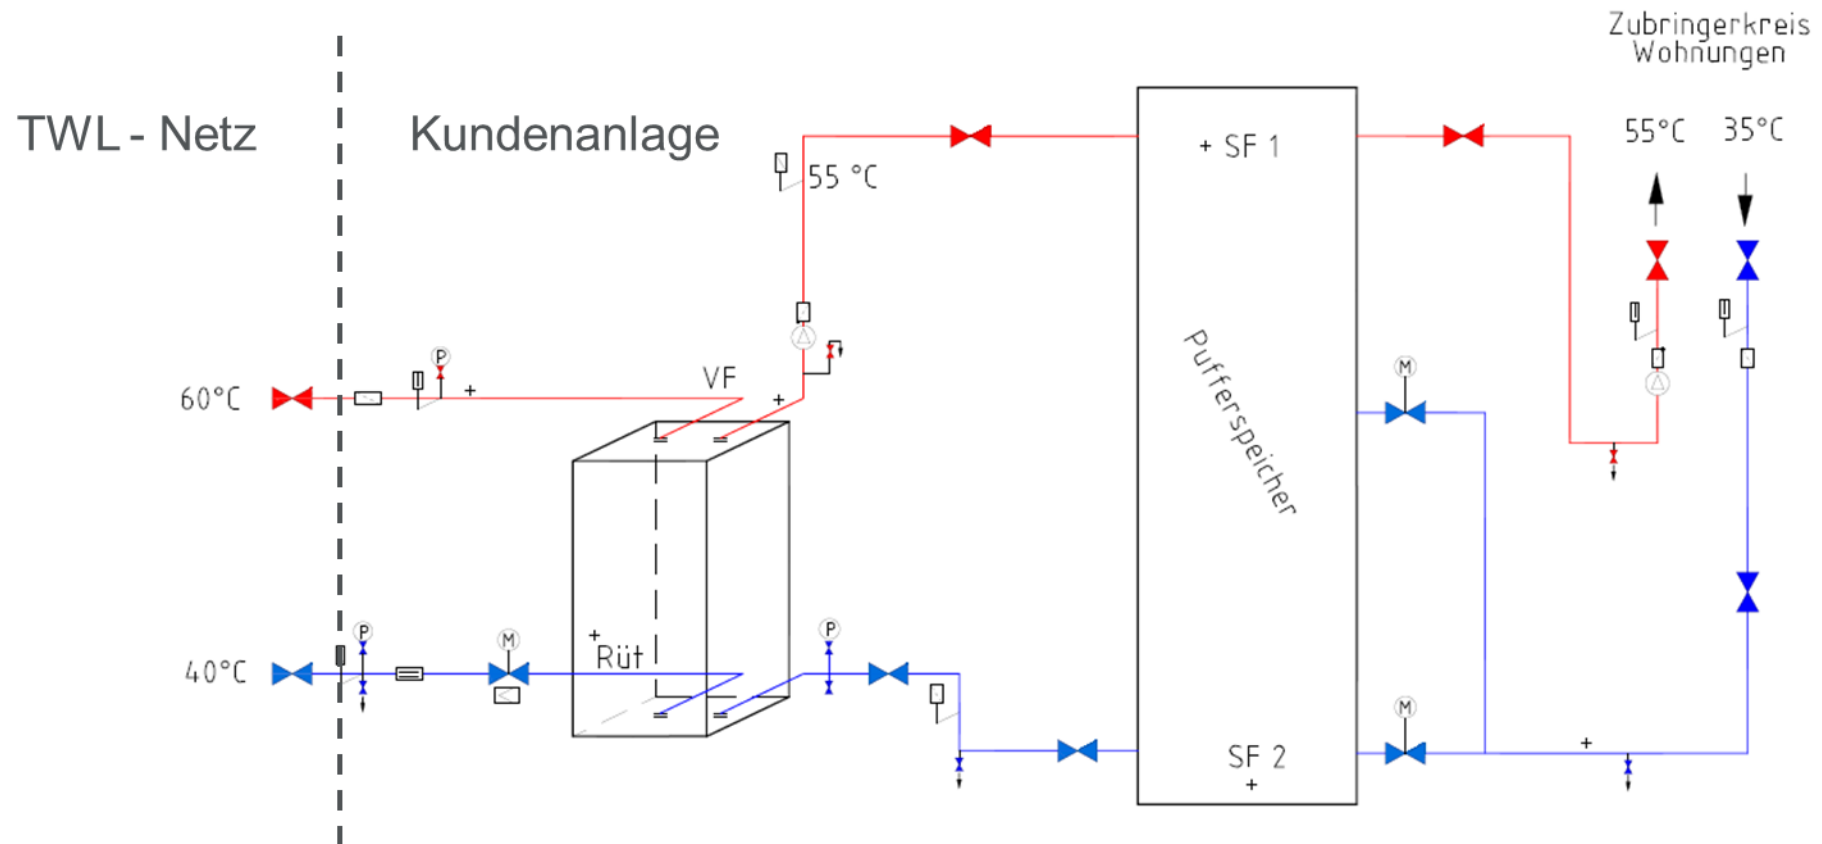 Zubringerkreis
Wohnungen
TWL - Netz
Kundenanlage
55°C
35°C
+ SF 1
55 °C
P
VF
M
60°C
+
+
Pufferspeicher
P
M
+
P
40°C
Rüt
M
SF 2
+
+